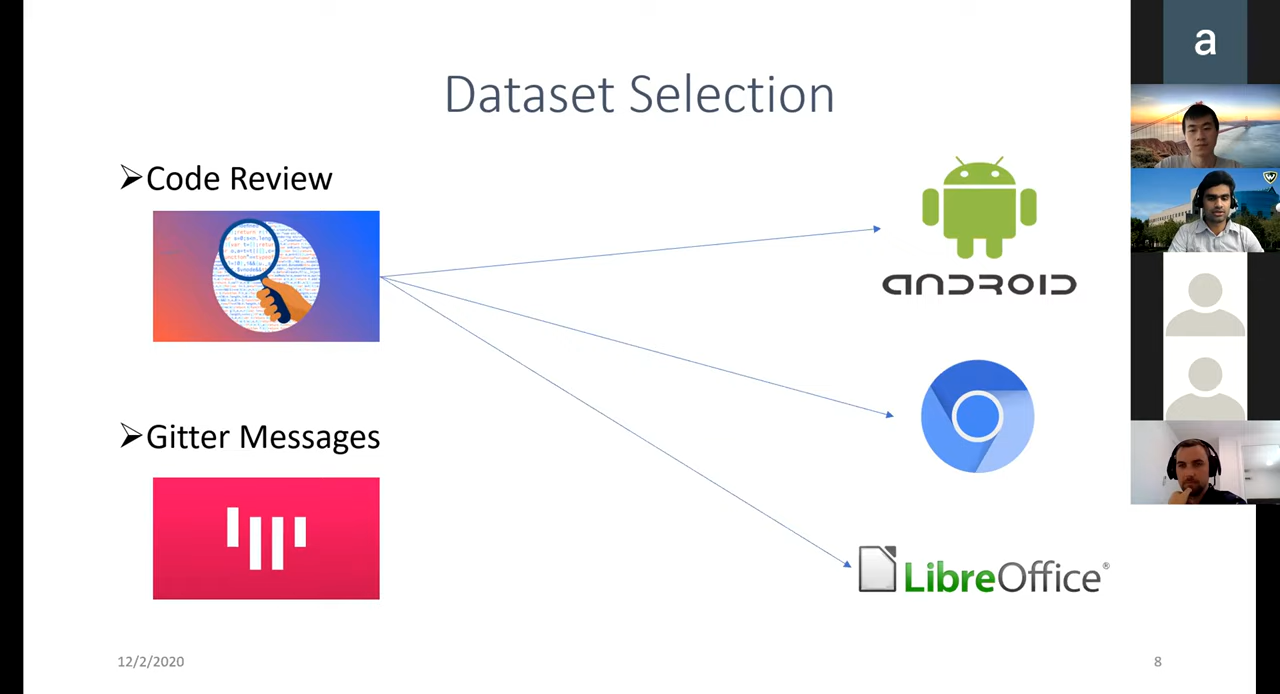 Dataset Selection
➢Code Review
ANDROID
➢Gitter Messages
LibreOffice®
12/2/2020
8
a